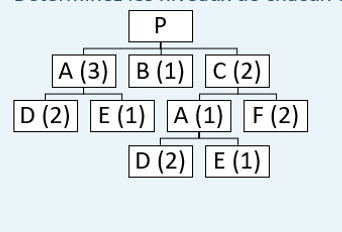 Déterminez les niveaux de chacun
P
A (3) B (1) C (2)
D (2) E (1) A (1) F (2)
D (2) E (1)